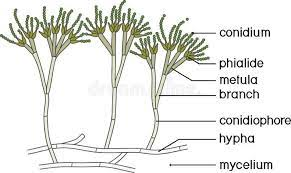 conidium
phialide
metula
branch
conidiophore
hypha
mycelium